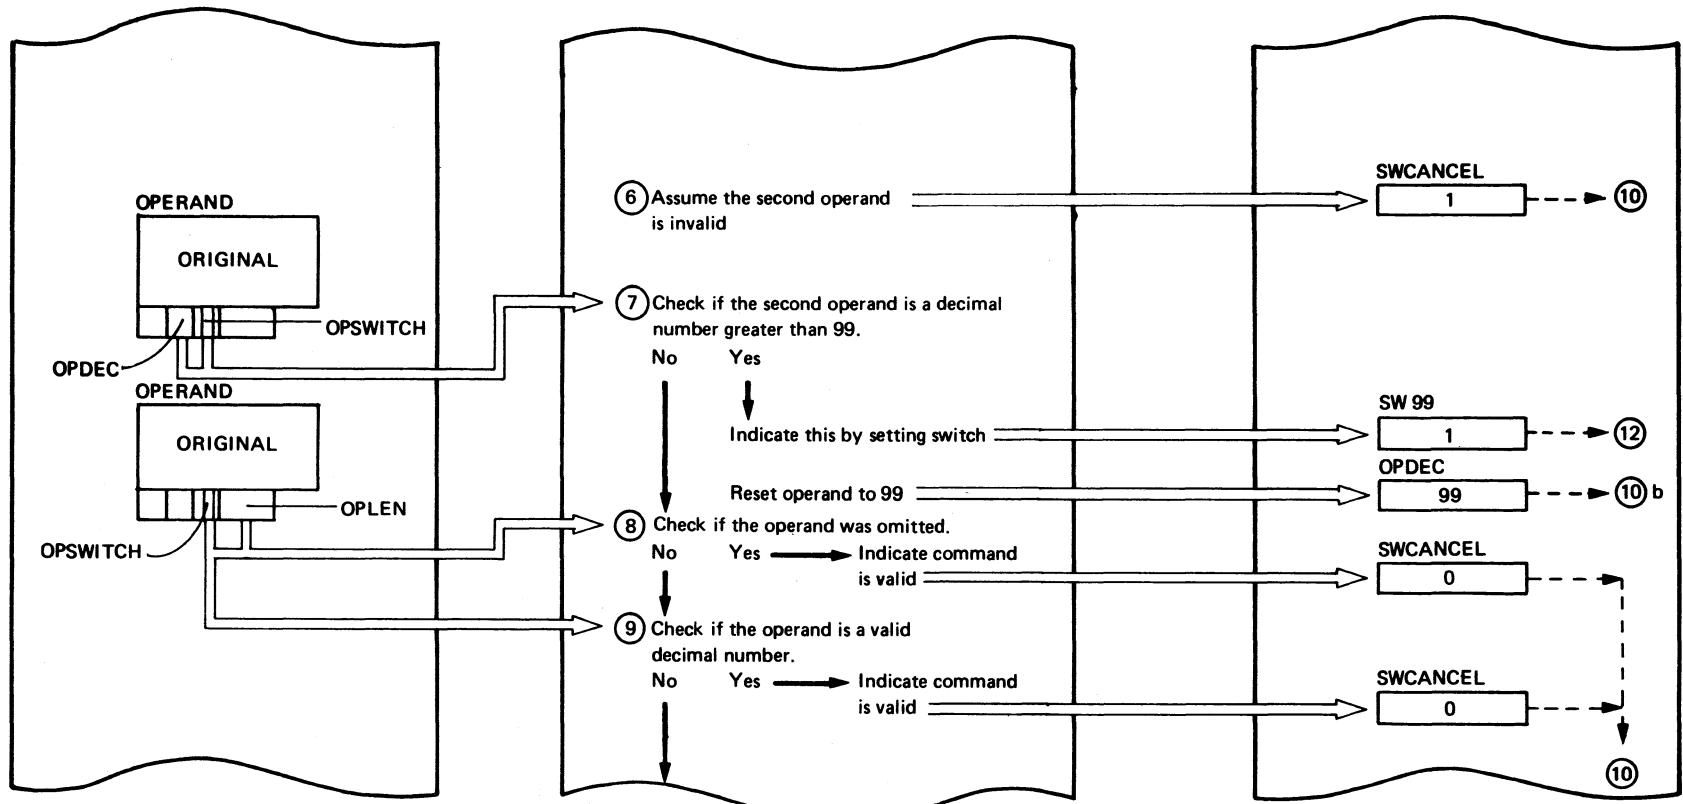 OPERAND
ORIGINAL
OPSWITCH
OPDEC
OPERAND
ORIGINAL
OPLEN
OPSWITCH
6 Assume the second operand
is invalid
7 Check if the second operand is a decimal
number greater than 99.
No Yes
Indicate this by setting switch
Reset operand to 99
8 Check if the operand was omitted.
No Yes Indicate command
is valid
9 Check if the operand is a valid
decimal number.
No Yes Indicate command
is valid
SWCANCEL
1 10
SW 99
1 12
OPDEC
99 10 b
SWCANCEL
0
SWCANCEL
0
10